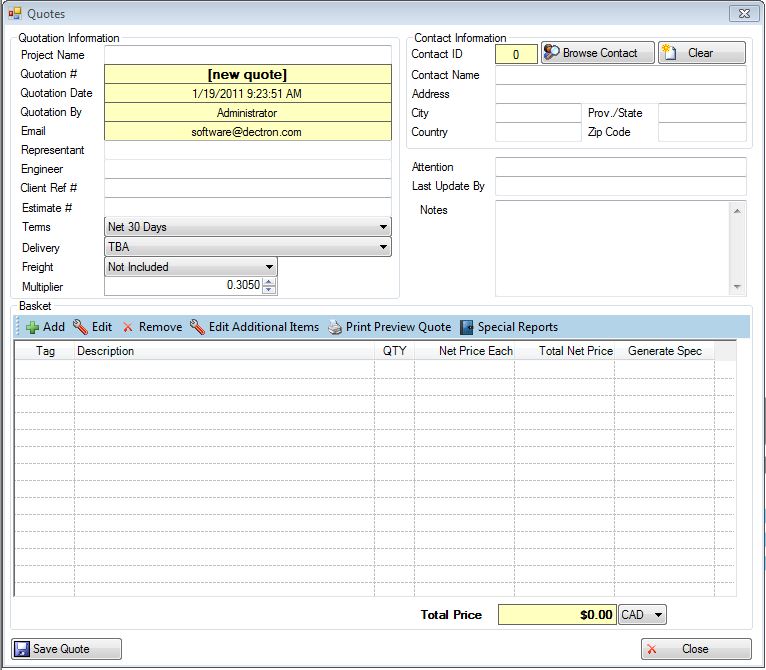 Quotes
Quotation Information
Project Name
Quotation # [new quote]
Quotation Date 1/19/2011 9:23:51 AM
Quotation By Administrator
Email software@dectron.com
Representant
Engineer
Client Ref #
Estimate #
Terms Net 30 Days
Delivery TBA
Freight Not Included
Multiplier 0.3050
Contact Information
Contact ID 0 Browse Contact Clear
Contact Name
Address
City Prov./State
Country Zip Code
Attention
Last Update By
Notes
Basket
Add Edit Remove Edit Additional Items Print Preview Quote Special Reports
Tag Description QTY Net Price Each Total Net Price Generate Spec
Total Price $0.00 CAD
Save Quote Close